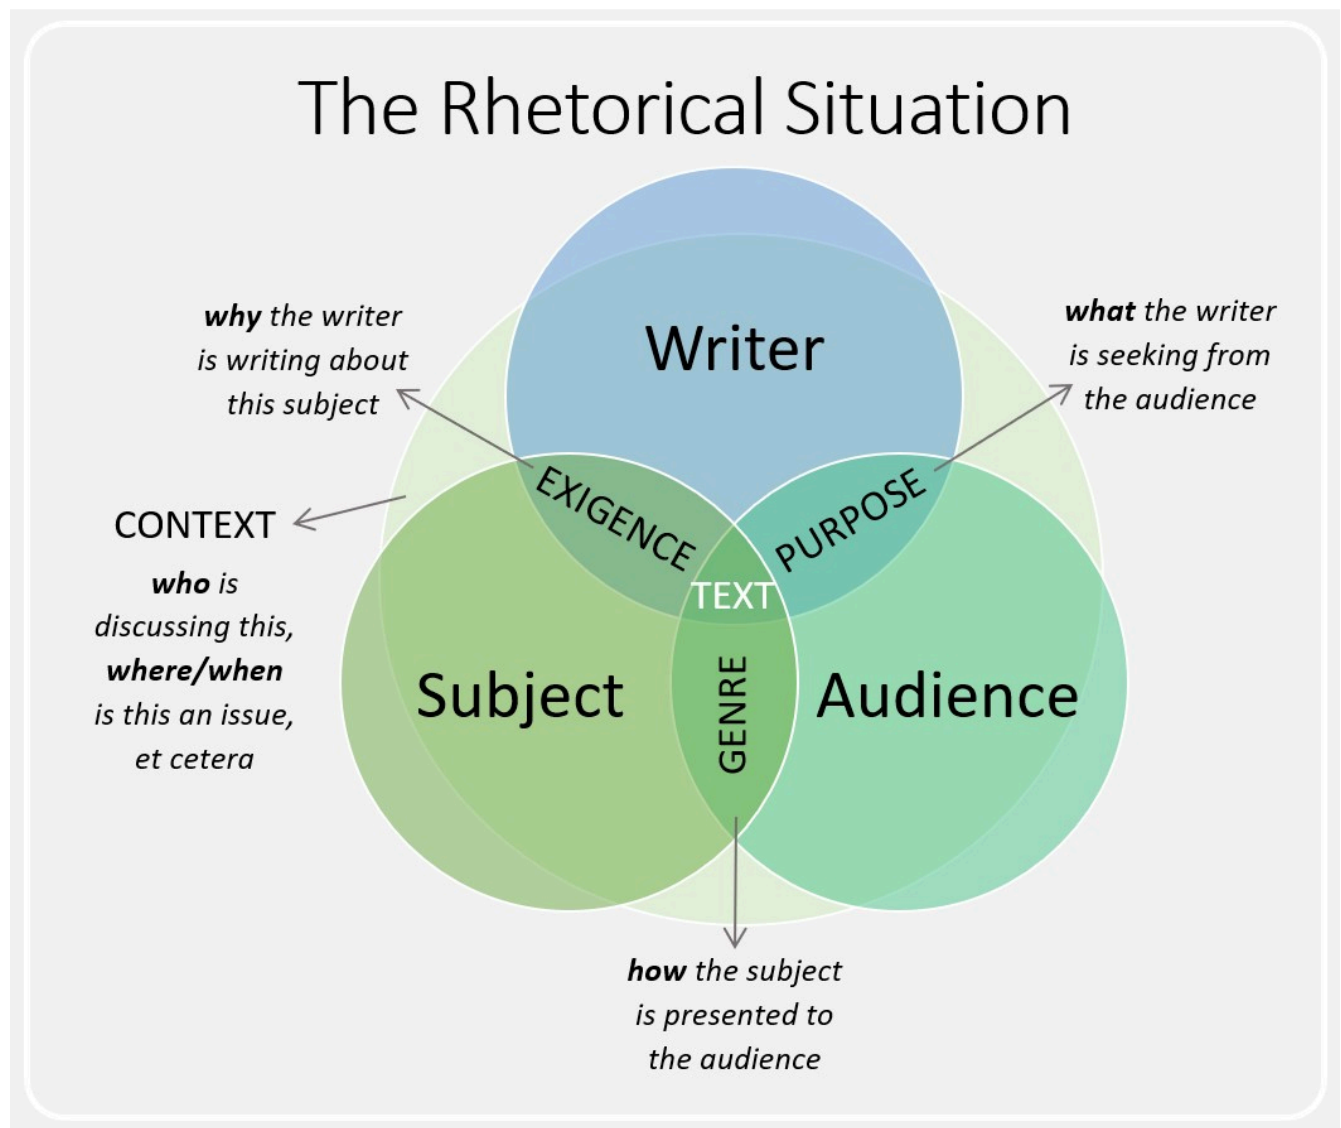 The Rhetorical Situation
why the writer
is writing about
this subject
what the writer
is seeking from
the audience
Writer
EXIGENCE
PURPOSE
CONTEXT
who is
discussing this,
where/when
is this an issue,
et cetera
TEXT
Subject
GENRE
Audience
how the subject
is presented to
the audience